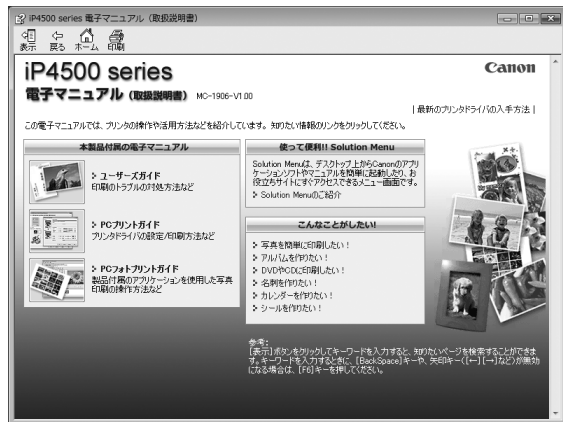 iP4500 series 電子マニュアル（取扱説明書）
表示 戻る ホーム 印刷
iP4500 series
Canon
電子マニュアル（取扱説明書） MC-1906-V1.00
| 最新のプリンタドライバの入手方法 |
この電子マニュアルでは、プリンタの操作や活用方法などを紹介しています。知りたい情報のリンクをクリックしてください。
本製品付属の電子マニュアル
ユーザーズガイド
印刷のトラブルの対処方法など
PCプリントガイド
プリンタドライバの設定/印刷方法など
PCフォトプリントガイド
製品付属のアプリケーションを使用した写真
印刷の操作方法など
使って便利!! Solution Menu
Solution Menuは、デスクトップ上からCanonのアプリ
ケーションソフトやマニュアルを簡単に起動したり、お
役立ちサイトにすぐアクセスできるメニュー画面です。
Solution Menuのご紹介
こんなことがしたい!
写真を簡単に印刷したい！
アルバムを作りたい！
DVDやCDに印刷したい！
名刺を作りたい！
カレンダーを作りたい！
シールを作りたい！
参考:
[表示]ボタンをクリックしてキーワードを入力すると、知りたいページを検索することができま
す。キーワードを入力するときに、[BackSpace]キーや、矢印キー（[←] [→]など）が無効
になる場合は、[F6]キーを押してください。